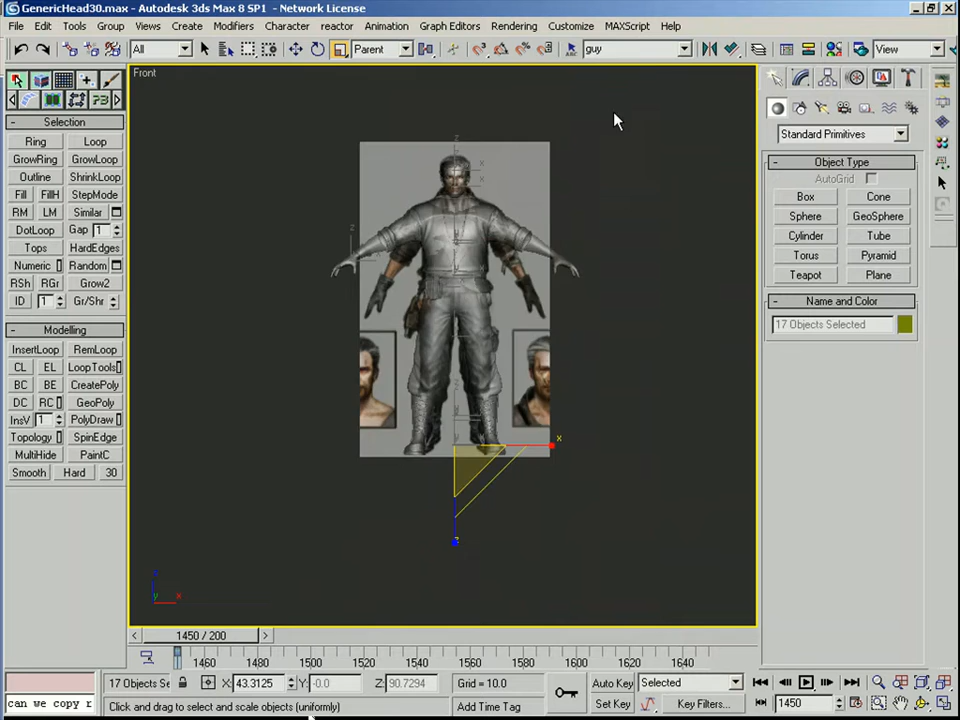 GenericHead30.max - Autodesk 3ds Max 8 SP1 - Network License
File Edit Tools Group Views Create Modifiers Character reactor Animation Graph Editors Rendering Customize MAXScript Help
All Parent guy View
Front
Selection
Ring Loop
GrowRing GrowLoop
Outline ShrinkLoop
Fill FillH StepMode
RM LM Similar
DotLoop Gap 1
Tops HardEdges
Numeric Random
RSh RGr Grow2
ID 1 Gr/Shr
Modelling
InsertLoop RemLoop
CL EL LoopTools
BC BE CreatePoly
DC RC GeoPoly
InsV 1 PolyDraw
Topology SpinEdge
MultiHide PaintC
Smooth Hard 30
Standard Primitives
- Object Type
AutoGrid
Box Cone
Sphere GeoSphere
Cylinder Tube
Torus Pyramid
Teapot Plane
- Name and Color
17 Objects Selected
z
x
x
z
x
y
x
y
x
x
z
y
x
< 1450 / 200 >
1460 1480 1500 1520 1540 1560 1580 1600 1620 1640
17 Objects Se X: 43.3125 Y: -0.0 Z: 90.7294 Grid = 10.0 Auto Key Selected
can we copy r Click and drag to select and scale objects (uniformly) Add Time Tag Set Key Key Filters... 1450